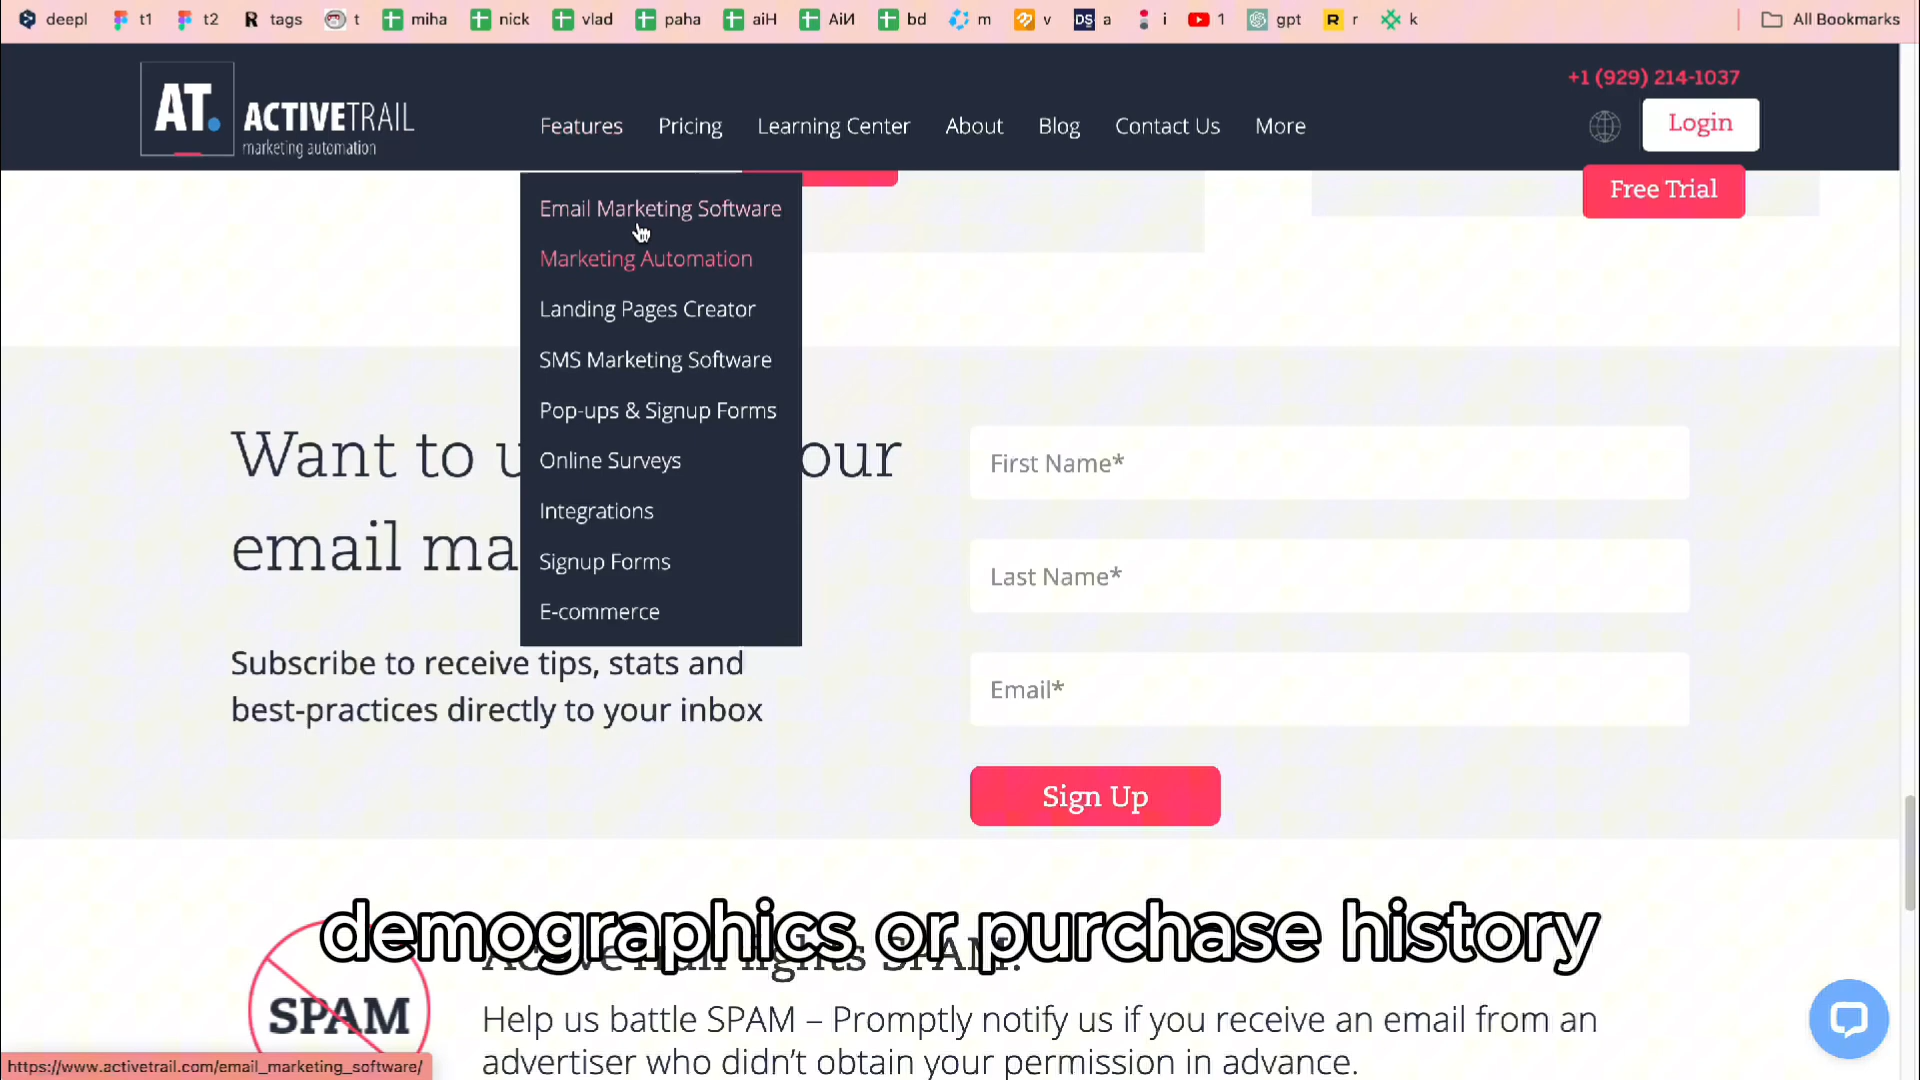 deepl t1 t2 tags t miha nick vlad paha aiH AiИ bd m v a i 1 gpt r k All Bookmarks
+1 (929) 214-1037
AT. ACTIVETRAIL
marketing automation
Features Pricing Learning Center About Blog Contact Us More
Login
Free Trial
Email Marketing Software
Marketing Automation
Landing Pages Creator
SMS Marketing Software
Pop-ups & Signup Forms
Online Surveys
Integrations
Signup Forms
E-commerce
Want to u our
email ma
Subscribe to receive tips, stats and
best-practices directly to your inbox
First Name*
Last Name*
Email*
Sign Up
demographics or purchase history
SPAM
Help us battle SPAM – Promptly notify us if you receive an email from an
advertiser who didn't obtain your permission in advance.
https://www.activetrail.com/email_marketing_software/